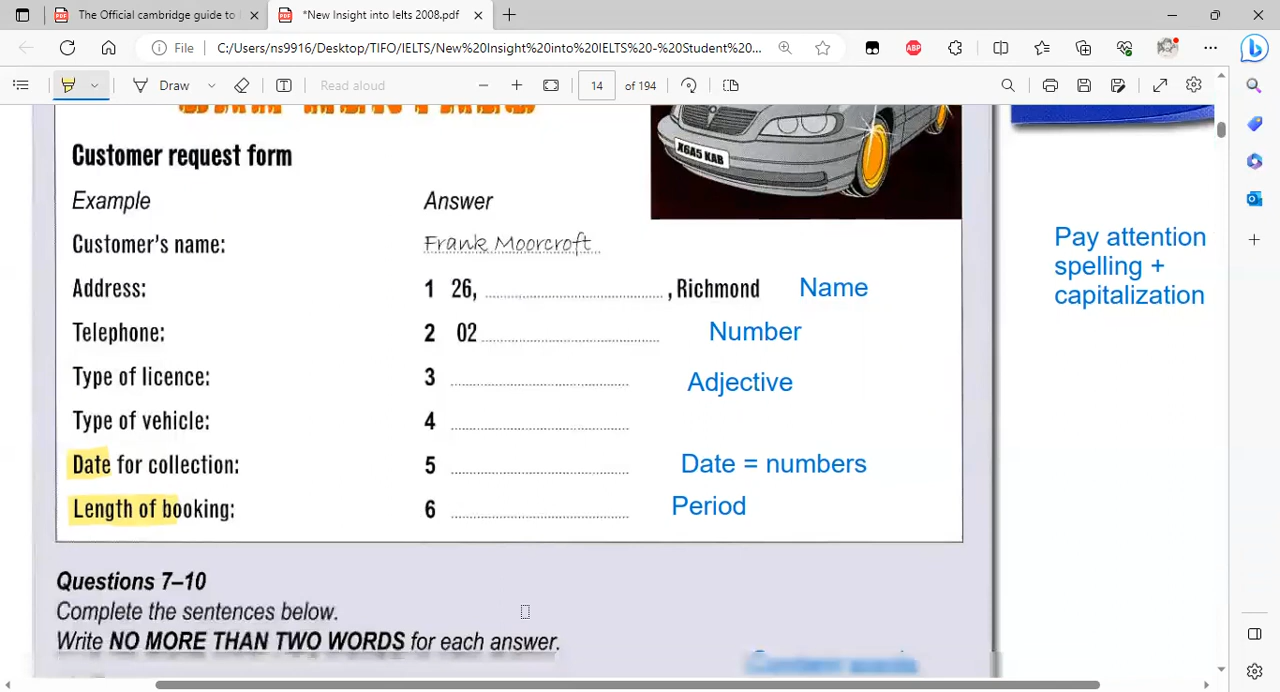 The Official cambridge guide to
*New Insight into Ielts 2008.pdf
File
C:/Users/ns9916/Desktop/TIFO/IELTS/New%20Insight%20into%20IELTS%20-%20Student%20...
ABP
Draw
Read aloud
14
of 194
X6A5 KAB
Customer request form
Example Answer
Customer's name: Frank Moorcroft
Address: 1 26, ........................ , Richmond Name
Telephone: 2 02 ........................ Number
Type of licence: 3 ........................ Adjective
Type of vehicle: 4 ........................
Date for collection: 5 ........................ Date = numbers
Length of booking: 6 ........................ Period
Pay attention
spelling +
capitalization
Questions 7–10
Complete the sentences below.
Write NO MORE THAN TWO WORDS for each answer.